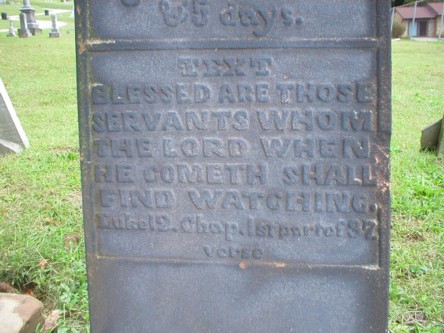 & 5 days.
TEXT
BLESSED ARE THOSE
SERVANTS WHOM
THE LORD WHEN
HE COMETH SHALL
FIND WATCHING.
Luke 12. Chap. 1st part of 37
verse